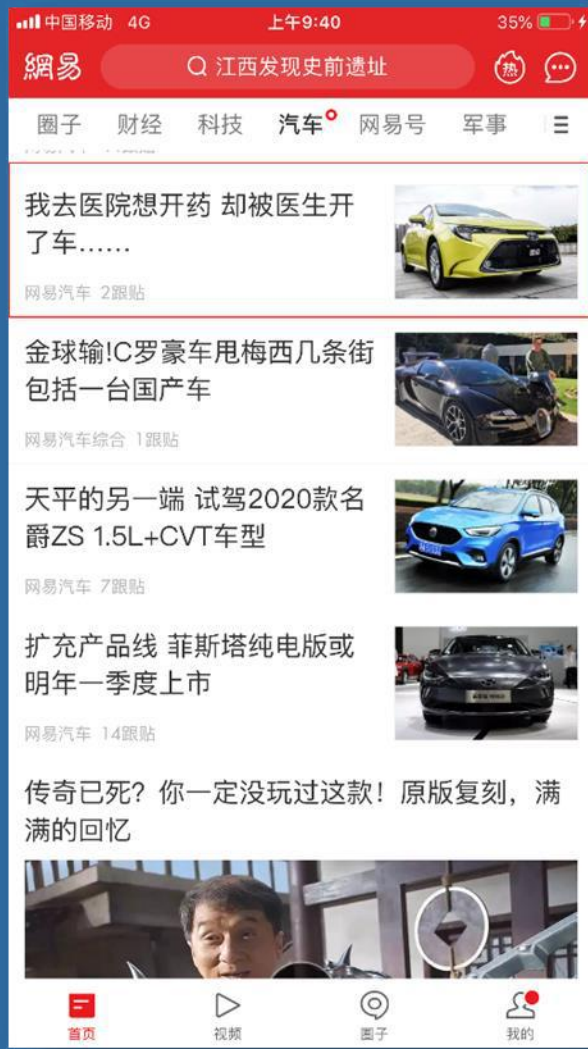 中国移动 4G 上午9:40 35%
網易 江西发现史前遗址 热
圈子 财经 科技 汽车 网易号 军事
我去医院想开药 却被医生开
了车……
网易汽车 2跟贴
金球输!C罗豪车甩梅西几条街
包括一台国产车
网易汽车综合 1跟贴
天平的另一端 试驾2020款名
爵ZS 1.5L+CVT车型
网易汽车 7跟贴
扩充产品线 菲斯塔纯电版或
明年一季度上市
网易汽车 14跟贴
传奇已死？你一定没玩过这款！原版复刻，满
满的回忆
首页 视频 圈子 我的